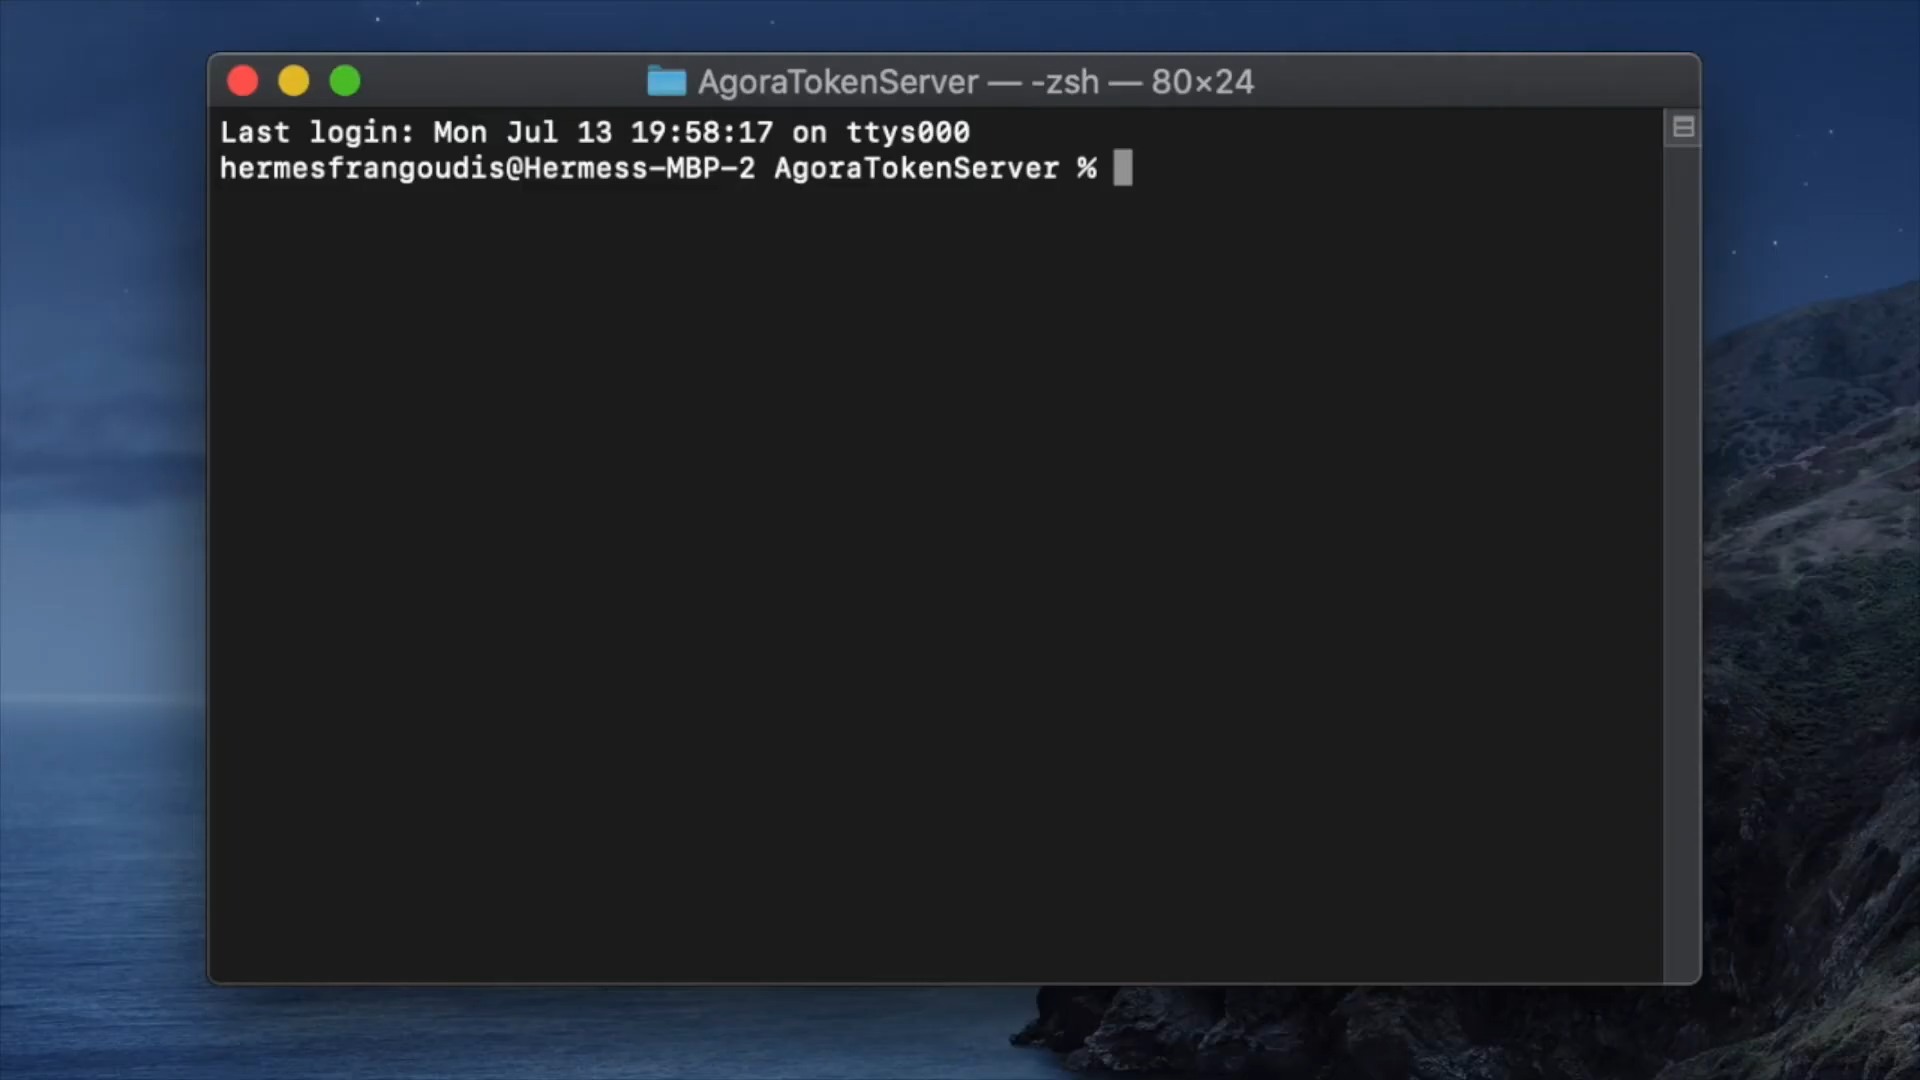 AgoraTokenServer — -zsh — 80×24
Last login: Mon Jul 13 19:58:17 on ttys000
hermesfrangoudis@Hermess-MBP-2 AgoraTokenServer %